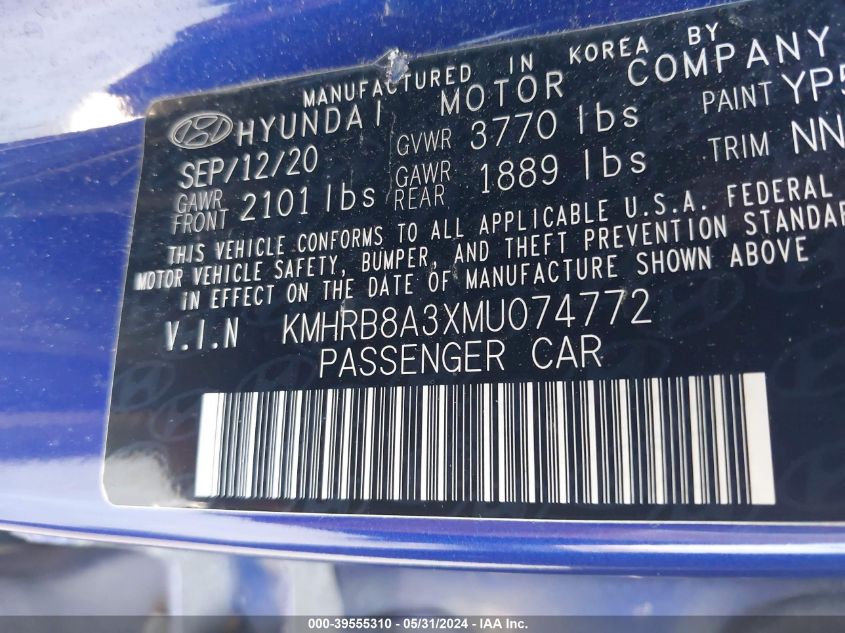 MANUFACTURED IN KOREA BY
HYUNDAI MOTOR COMPANY
SEP/12/20 GVWR 3770 lbs PAINT YP5
GAWR FRONT 2101 lbs GAWR REAR 1889 lbs TRIM NN
THIS VEHICLE CONFORMS TO ALL APPLICABLE U.S.A. FEDERAL
MOTOR VEHICLE SAFETY, BUMPER, AND THEFT PREVENTION STANDAR
IN EFFECT ON THE DATE OF MANUFACTURE SHOWN ABOVE
V.I.N KMHRB8A3XMU074772
PASSENGER CAR
000-39555310 - 05/31/2024 - IAAI.COM